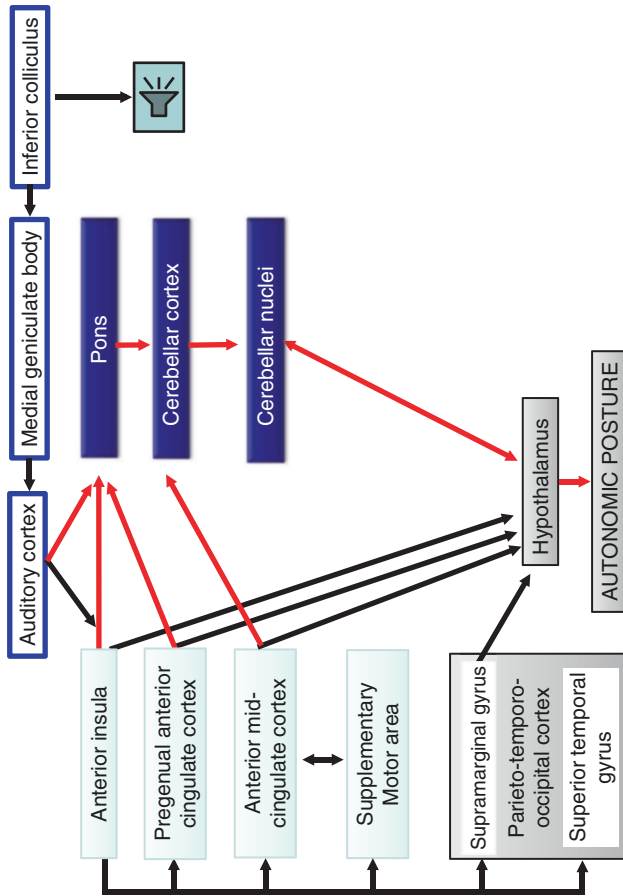 Inferior colliculus
Medial geniculate body
Auditory cortex
Pons
Cerebellar cortex
Cerebellar nuclei
Anterior insula
Pregenual anterior
cingulate cortex
Anterior mid-
cingulate cortex
Supplementary
Motor area
Supramarginal gyrus
Parieto-temporo-
occipital cortex
Superior temporal
gyrus
Hypothalamus
AUTONOMIC POSTURE